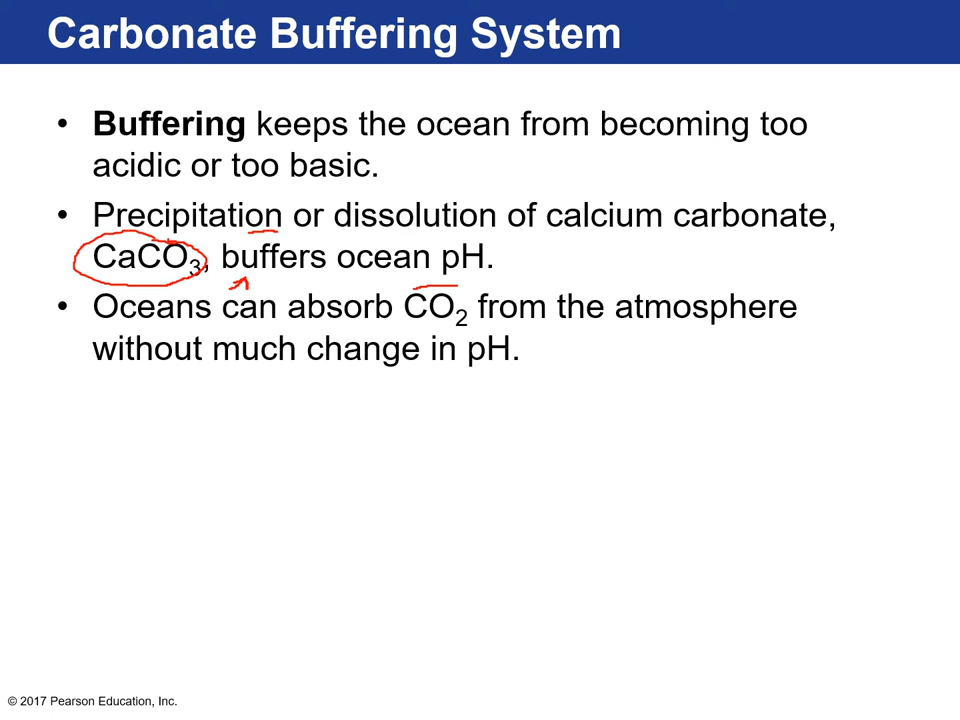 Carbonate Buffering System
• Buffering keeps the ocean from becoming too
acidic or too basic.
• Precipitation or dissolution of calcium carbonate,
CaCO₃, buffers ocean pH.
• Oceans can absorb CO₂ from the atmosphere
without much change in pH.
© 2017 Pearson Education, Inc.